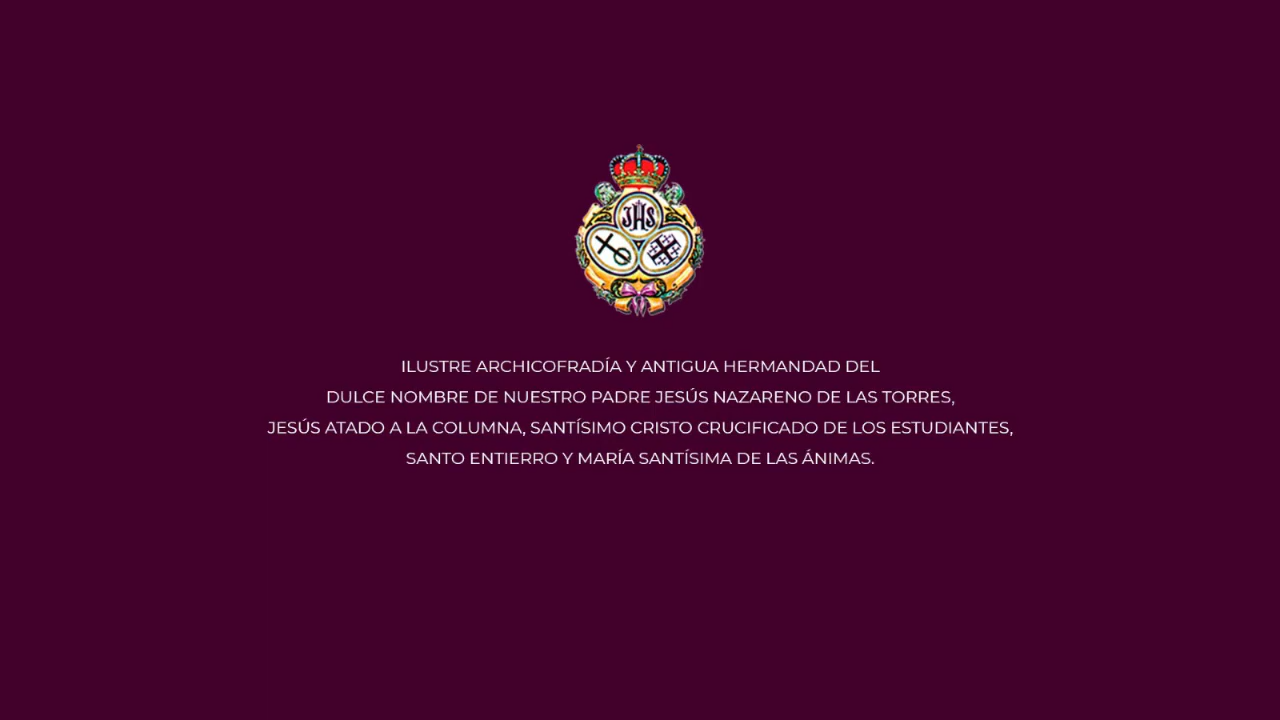 JHS
ILUSTRE ARCHICOFRADÍA Y ANTIGUA HERMANDAD DEL
DULCE NOMBRE DE NUESTRO PADRE JESÚS NAZARENO DE LAS TORRES,
JESÚS ATADO A LA COLUMNA, SANTÍSIMO CRISTO CRUCIFICADO DE LOS ESTUDIANTES,
SANTO ENTIERRO Y MARÍA SANTÍSIMA DE LAS ÁNIMAS.